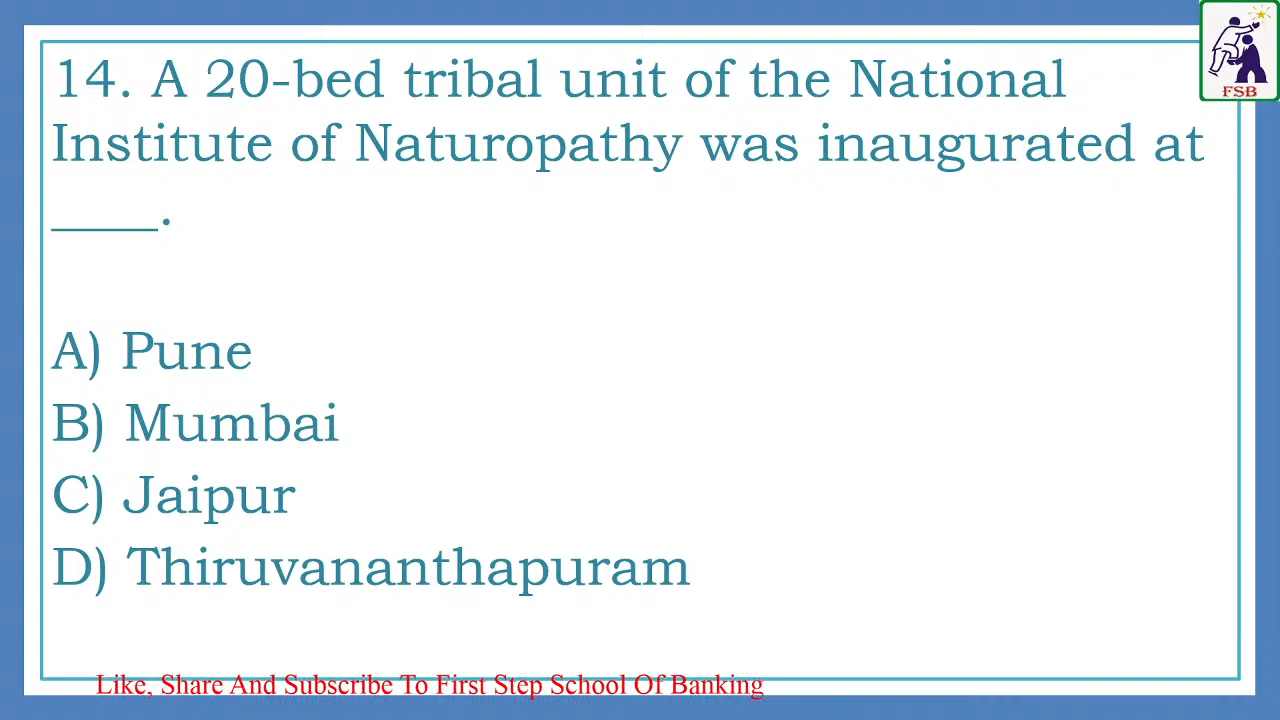 14. A 20-bed tribal unit of the National
Institute of Naturopathy was inaugurated at
____.
A) Pune
B) Mumbai
C) Jaipur
D) Thiruvananthapuram
Like, Share And Subscribe To First Step School Of Banking
FSB